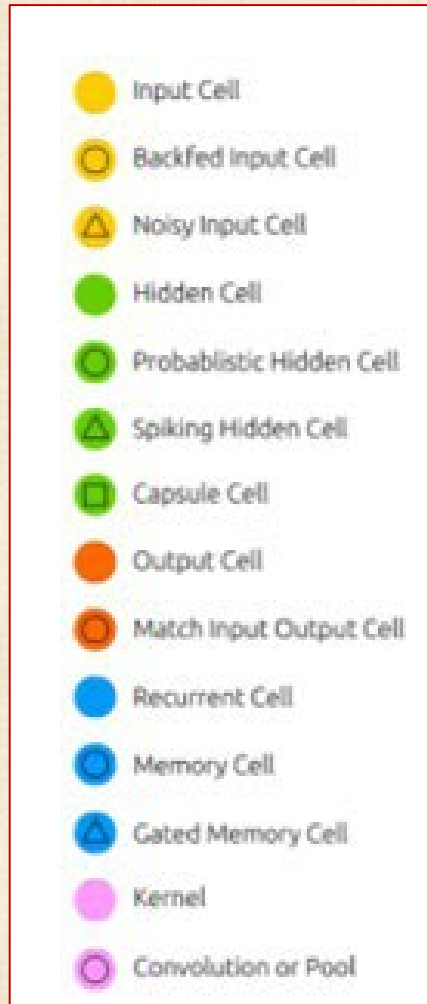 Input Cell
Backfed Input Cell
Noisy Input Cell
Hidden Cell
Probablistic Hidden Cell
Spiking Hidden Cell
Capsule Cell
Output Cell
Match Input Output Cell
Recurrent Cell
Memory Cell
Gated Memory Cell
Kernel
Convolution or Pool